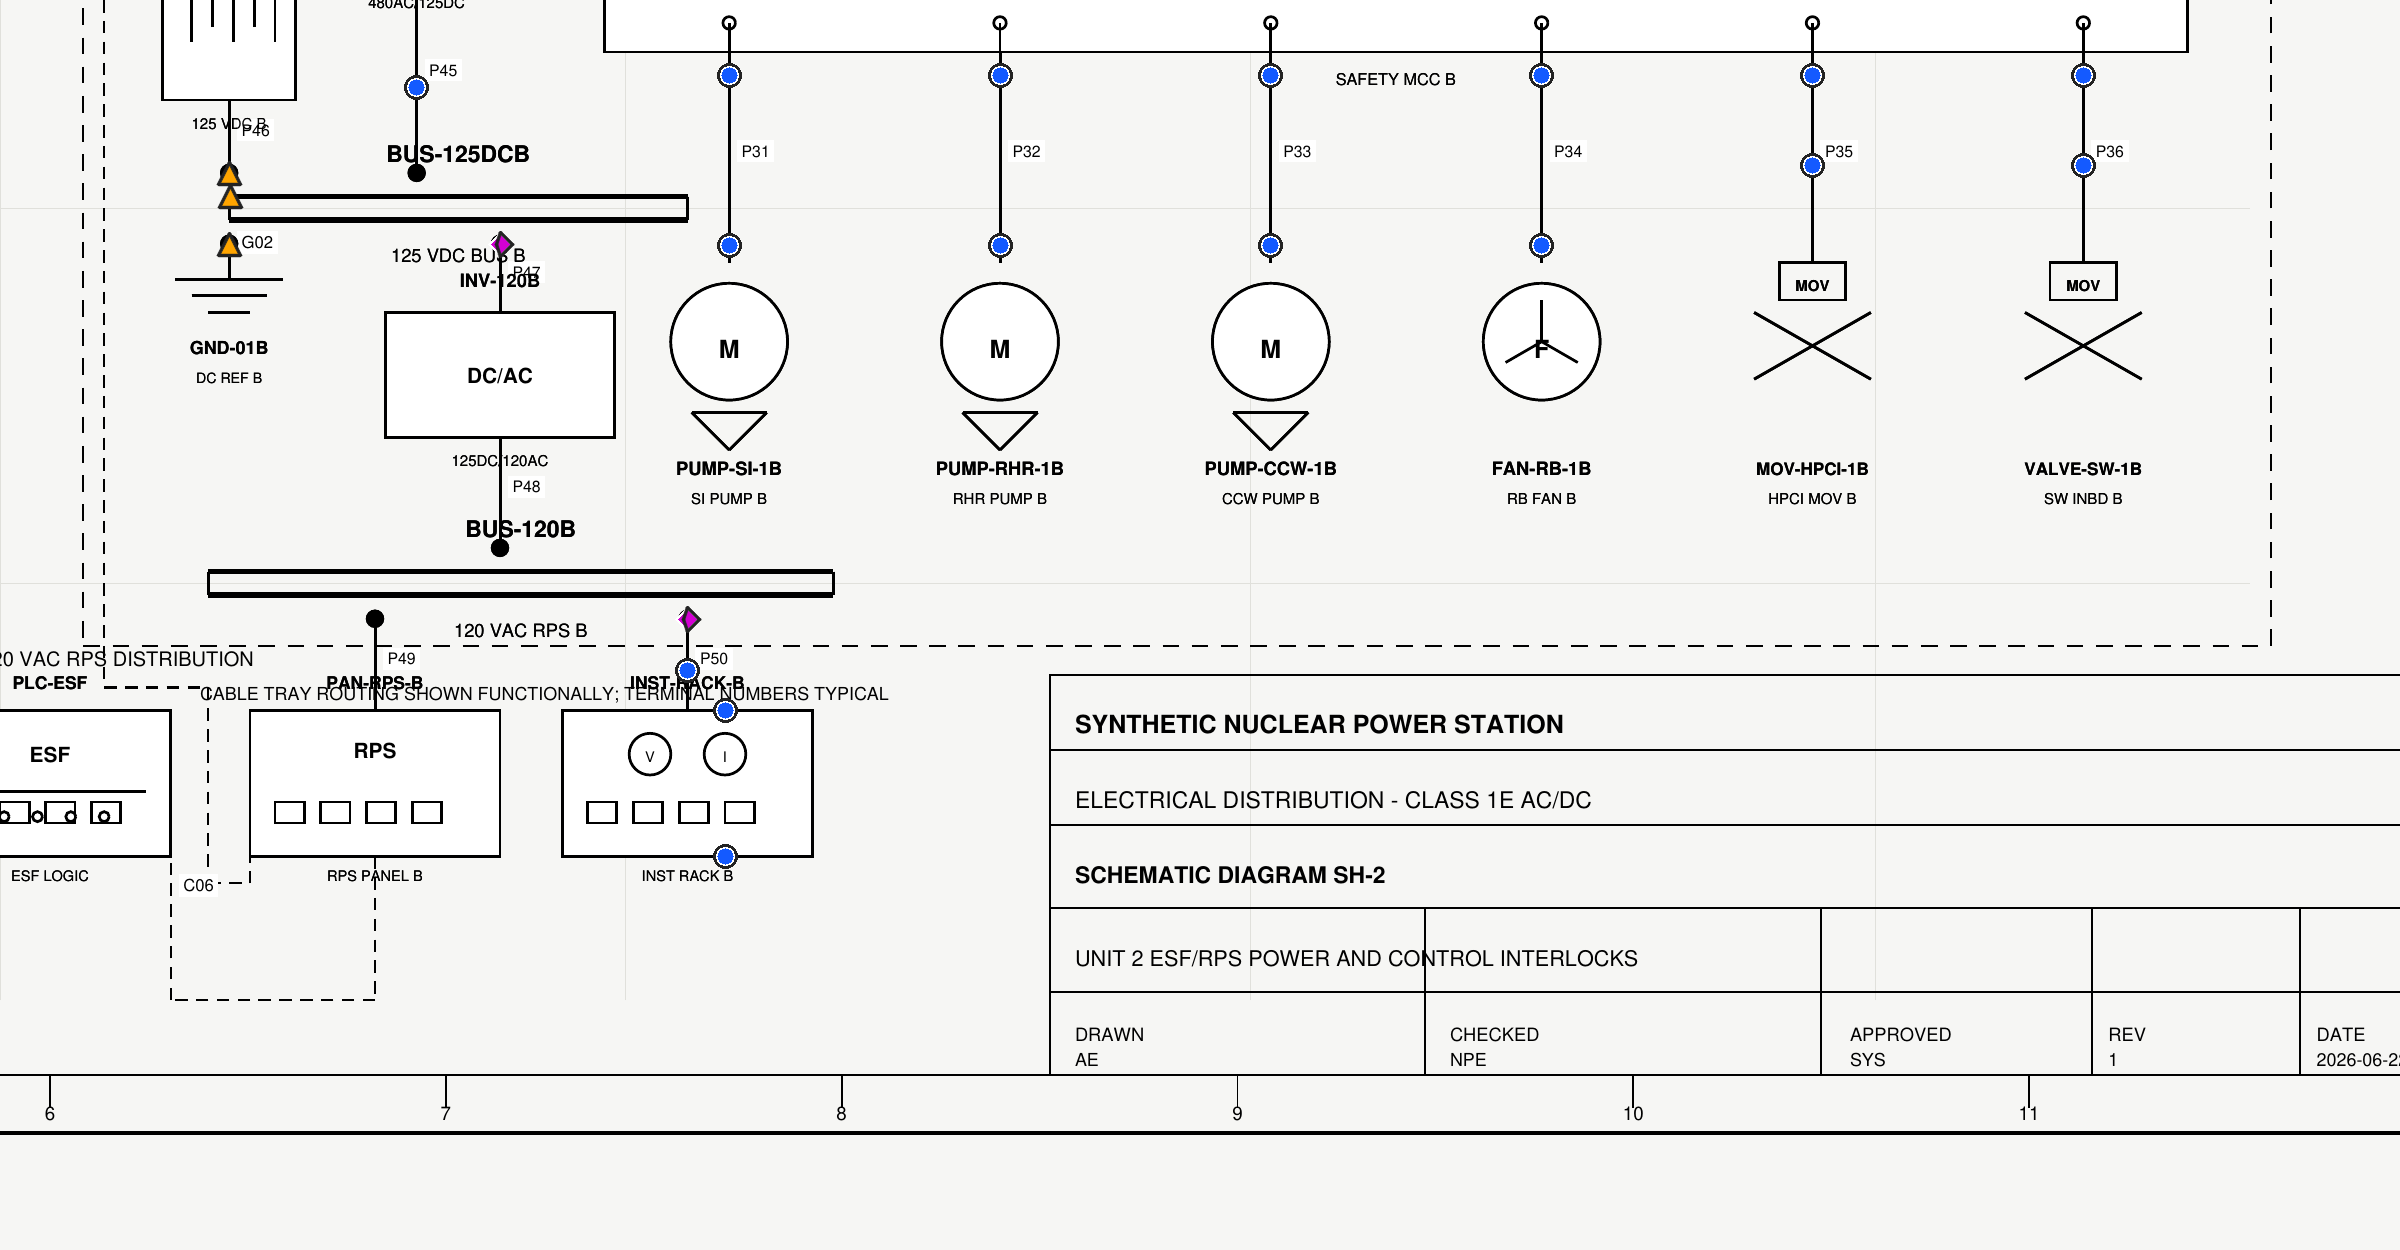 480AC/125DC
P45
SAFETY MCC B
125 VDC B
P46
BUS-125DCB
P31
P32
P33
P34
P35
P36
G02
125 VDC BUS B
P47
INV-120B
MOV
MOV
GND-01B
DC REF B
DC/AC
M
M
M
F
125DC/120AC
P48
PUMP-SI-1B
PUMP-RHR-1B
PUMP-CCW-1B
FAN-RB-1B
MOV-HPCI-1B
VALVE-SW-1B
SI PUMP B
RHR PUMP B
CCW PUMP B
RB FAN B
HPCI MOV B
SW INBD B
BUS-120B
120 VAC RPS B
0 VAC RPS DISTRIBUTION
P49
P50
PLC-ESF
PAN-RPS-B
INST-RACK-B
CABLE TRAY ROUTING SHOWN FUNCTIONALLY; TERMINAL NUMBERS TYPICAL
ESF
RPS
V
I
ESF LOGIC
C06
RPS PANEL B
INST RACK B
SYNTHETIC NUCLEAR POWER STATION
ELECTRICAL DISTRIBUTION - CLASS 1E AC/DC
SCHEMATIC DIAGRAM SH-2
UNIT 2 ESF/RPS POWER AND CONTROL INTERLOCKS
DRAWN
CHECKED
APPROVED
REV
DATE
AE
NPE
SYS
1
2026-06-22
6
7
8
9
10
11